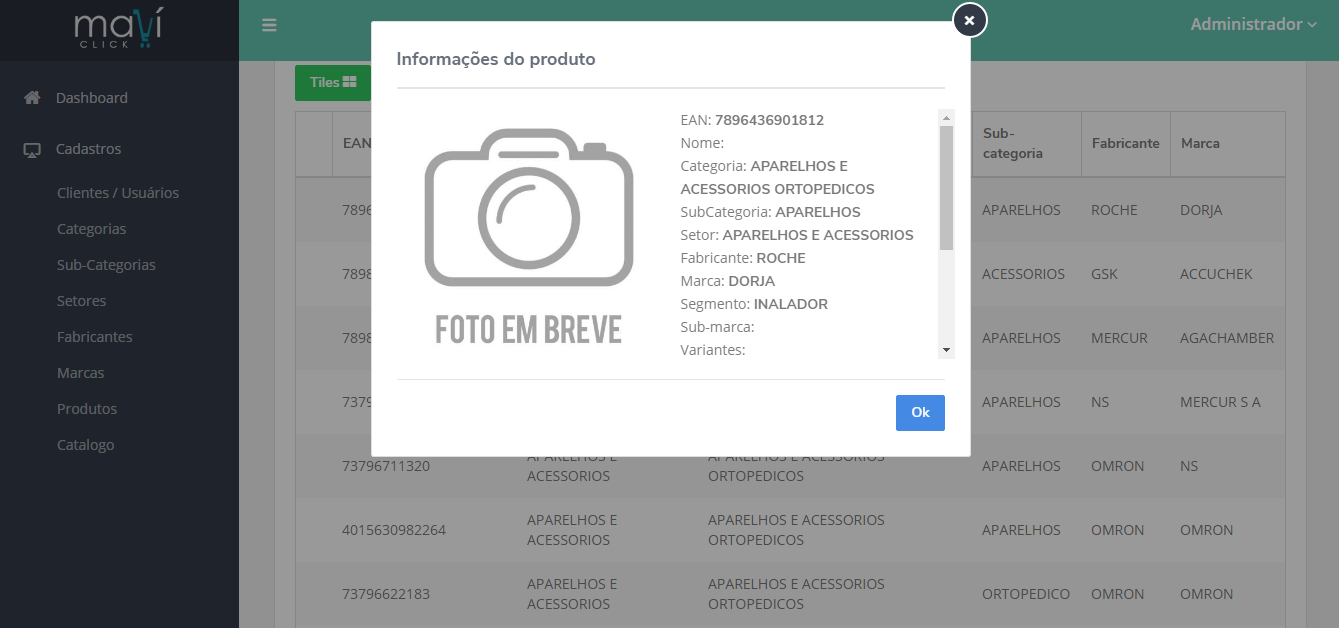 maví
CLICK
Administrador
Dashboard
Cadastros
Clientes / Usuários
Categorias
Sub-Categorias
Setores
Fabricantes
Marcas
Produtos
Catalogo
Tiles
Informações do produto
FOTO EM BREVE
EAN: 7896436901812
Nome:
Categoria: APARELHOS E
ACESSORIOS ORTOPEDICOS
SubCategoria: APARELHOS
Setor: APARELHOS E ACESSORIOS
Fabricante: ROCHE
Marca: DORJA
Segmento: INALADOR
Sub-marca:
Variantes:
Ok
EAN Sub-categoria Fabricante Marca
7896 APARELHOS ROCHE DORJA
7898 ACESSORIOS GSK ACCUCHEK
7898 APARELHOS MERCUR AGACHAMBER
7379 APARELHOS NS MERCUR S A
73796711320 APARELHOS E APARELHOS E ACESSORIOS APARELHOS OMRON NS
ACESSORIOS ORTOPEDICOS
4015630982264 APARELHOS E APARELHOS E ACESSORIOS APARELHOS OMRON OMRON
ACESSORIOS ORTOPEDICOS
73796622183 APARELHOS E APARELHOS E ACESSORIOS ORTOPEDICO OMRON OMRON
ACESSORIOS ORTOPEDICOS